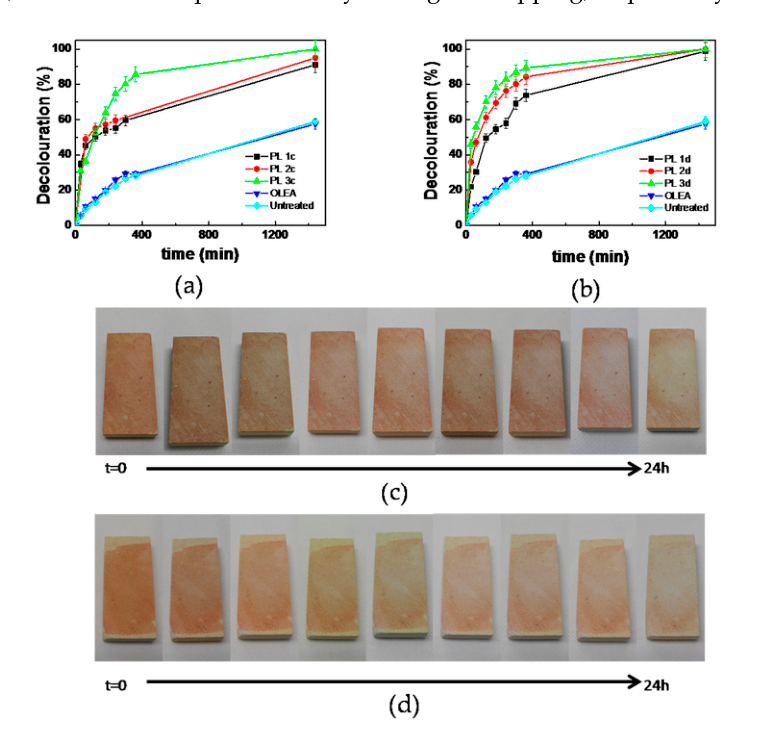 100
80
60
40
20
0
Decolouration (%)
PL 1c
PL 2c
PL 3c
OLEA
Untreated
0 400 800 1200
time (min)
(a)
100
80
60
40
20
0
Decolouration (%)
PL 1d
PL 2d
PL 3d
OLEA
Untreated
0 400 800 1200
time (min)
(b)
t=0 24h
(c)
t=0 24h
(d)